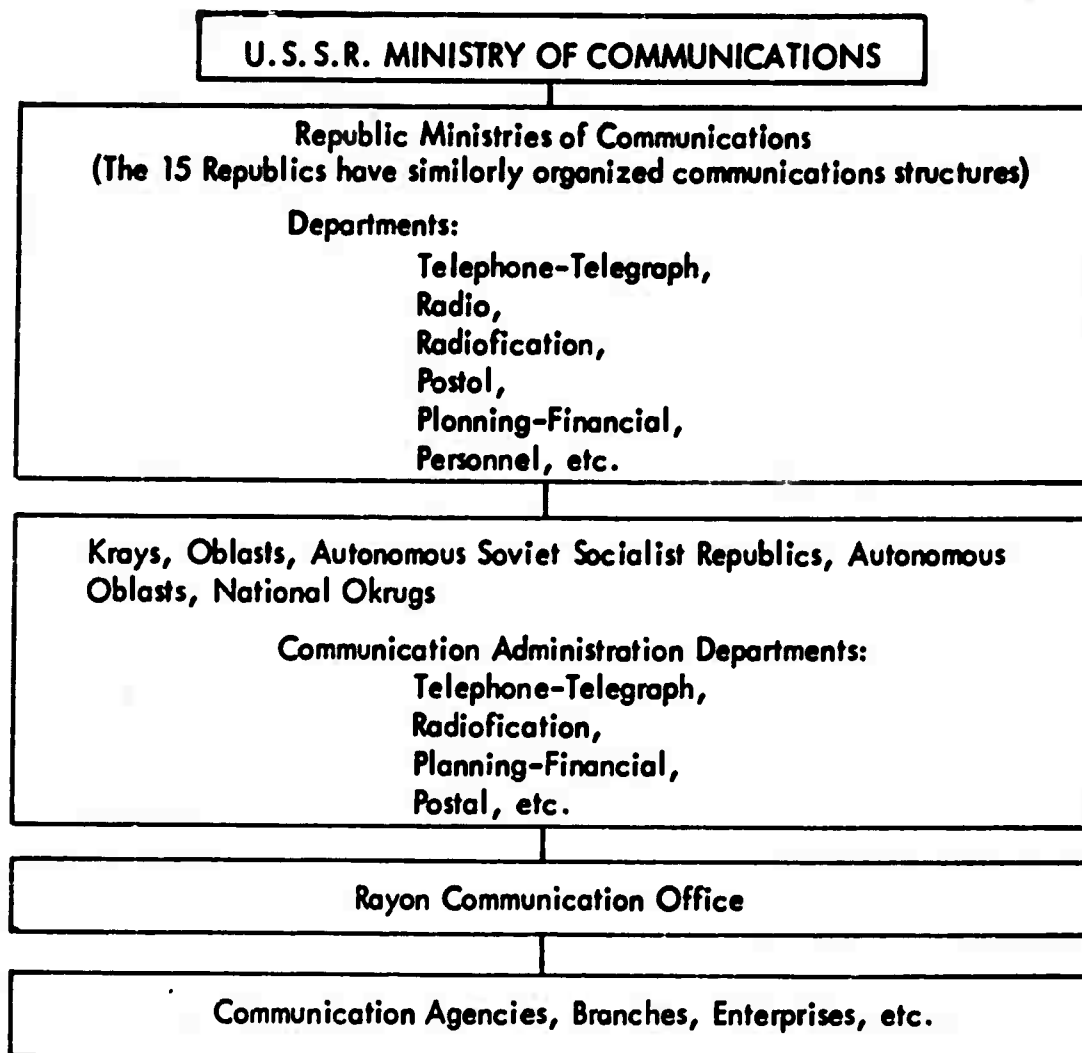 U.S.S.R. MINISTRY OF COMMUNICATIONS
Republic Ministries of Communications
(The 15 Republics have similorly organized communications structures)
Departments:
Telephone-Telegraph,
Radio,
Radiofication,
Postol,
Plonning-Financial,
Personnel, etc.
Krays, Oblasts, Autonomous Soviet Socialist Republics, Autonomous
Oblasts, National Okrugs
Communication Administration Departments:
Telephone-Telegraph,
Radiofication,
Planning-Financial,
Postal, etc.
Rayon Communication Office
Communication Agencies, Branches, Enterprises, etc.